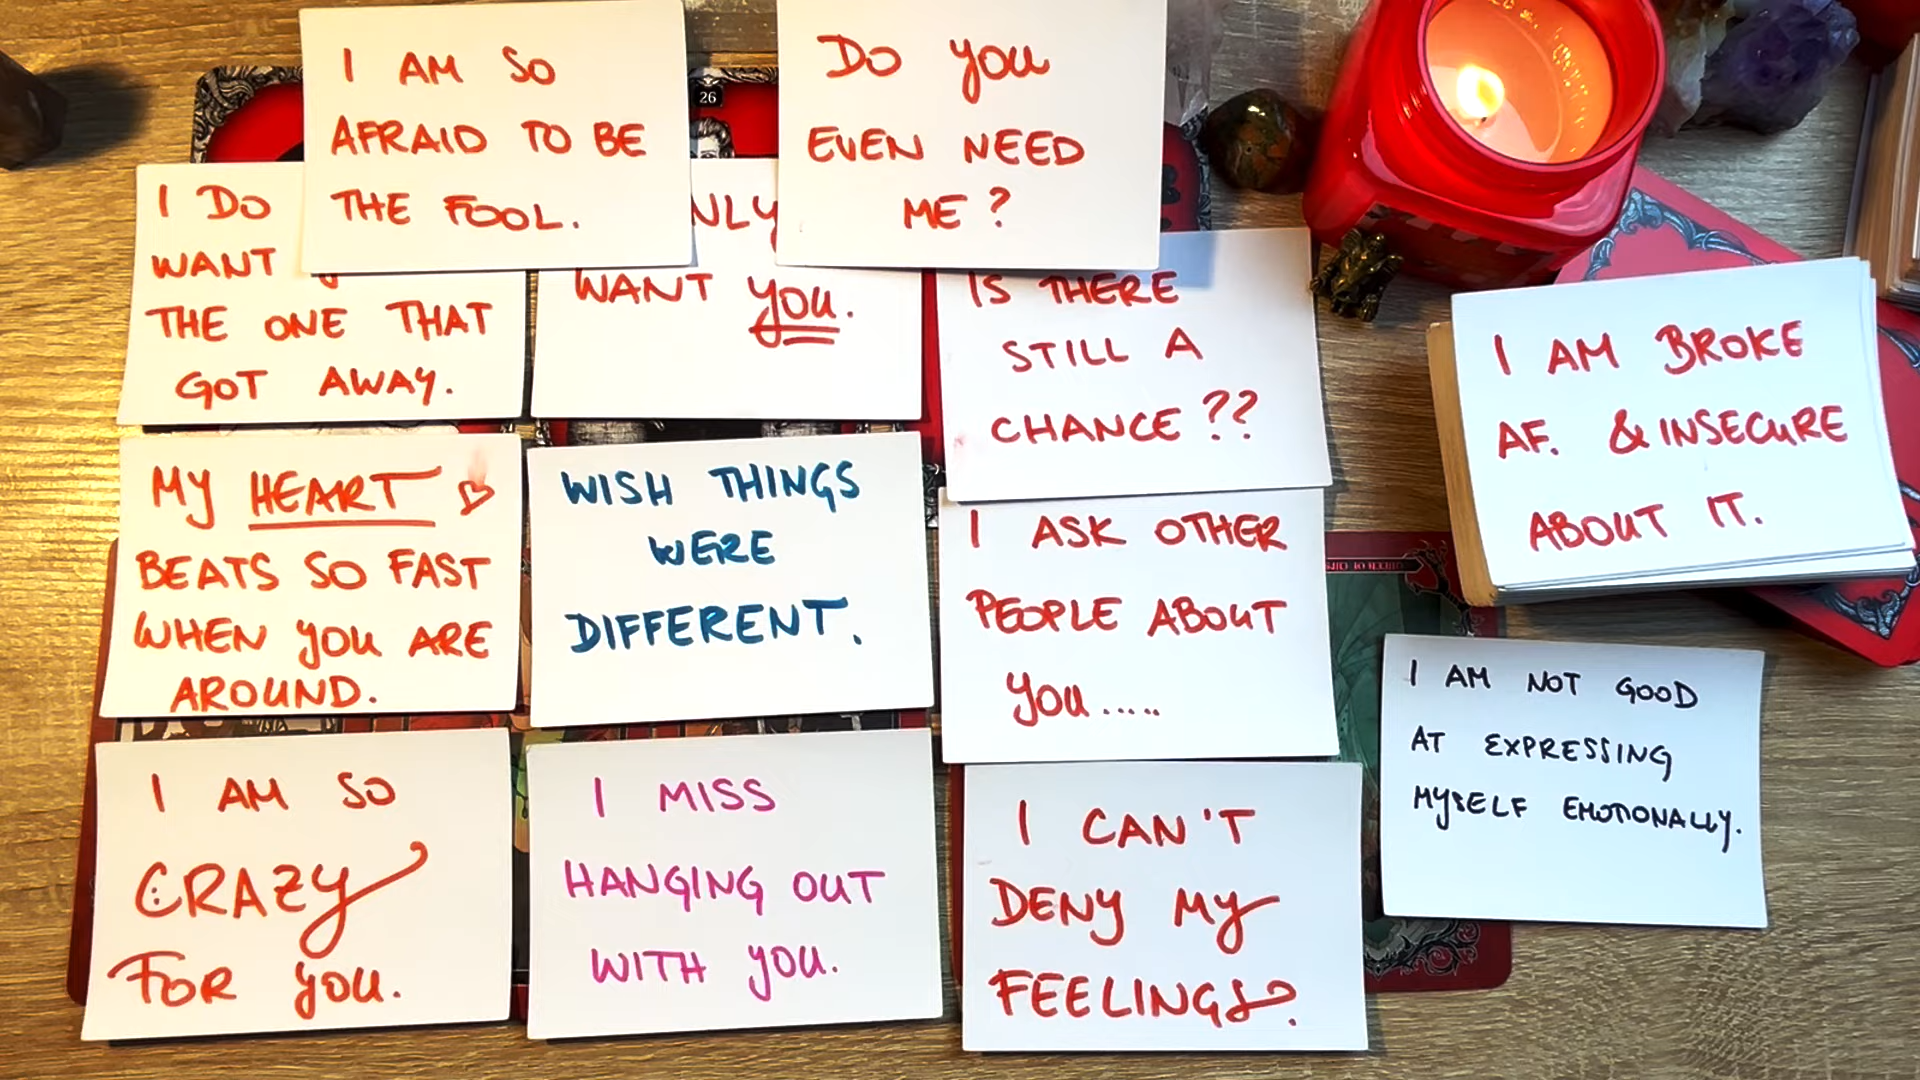 I AM SO
AFRAID TO BE
THE FOOL.
26
DO YOU
EVEN NEED
ME?
I DO
WANT
THE ONE THAT
GOT AWAY.
WANT YOU.
IS THERE
STILL A
CHANCE??
I AM BROKE
AF. & INSECURE
ABOUT IT.
MY HEART
BEATS SO FAST
WHEN YOU ARE
AROUND.
WISH THINGS
WERE
DIFFERENT.
I ASK OTHER
PEOPLE ABOUT
YOU.....
I AM NOT GOOD
AT EXPRESSING
MYSELF EMOTIONALLY.
I AM SO
CRAZY
FOR YOU.
I MISS
HANGING OUT
WITH YOU.
I CAN'T
DENY MY
FEELINGS.